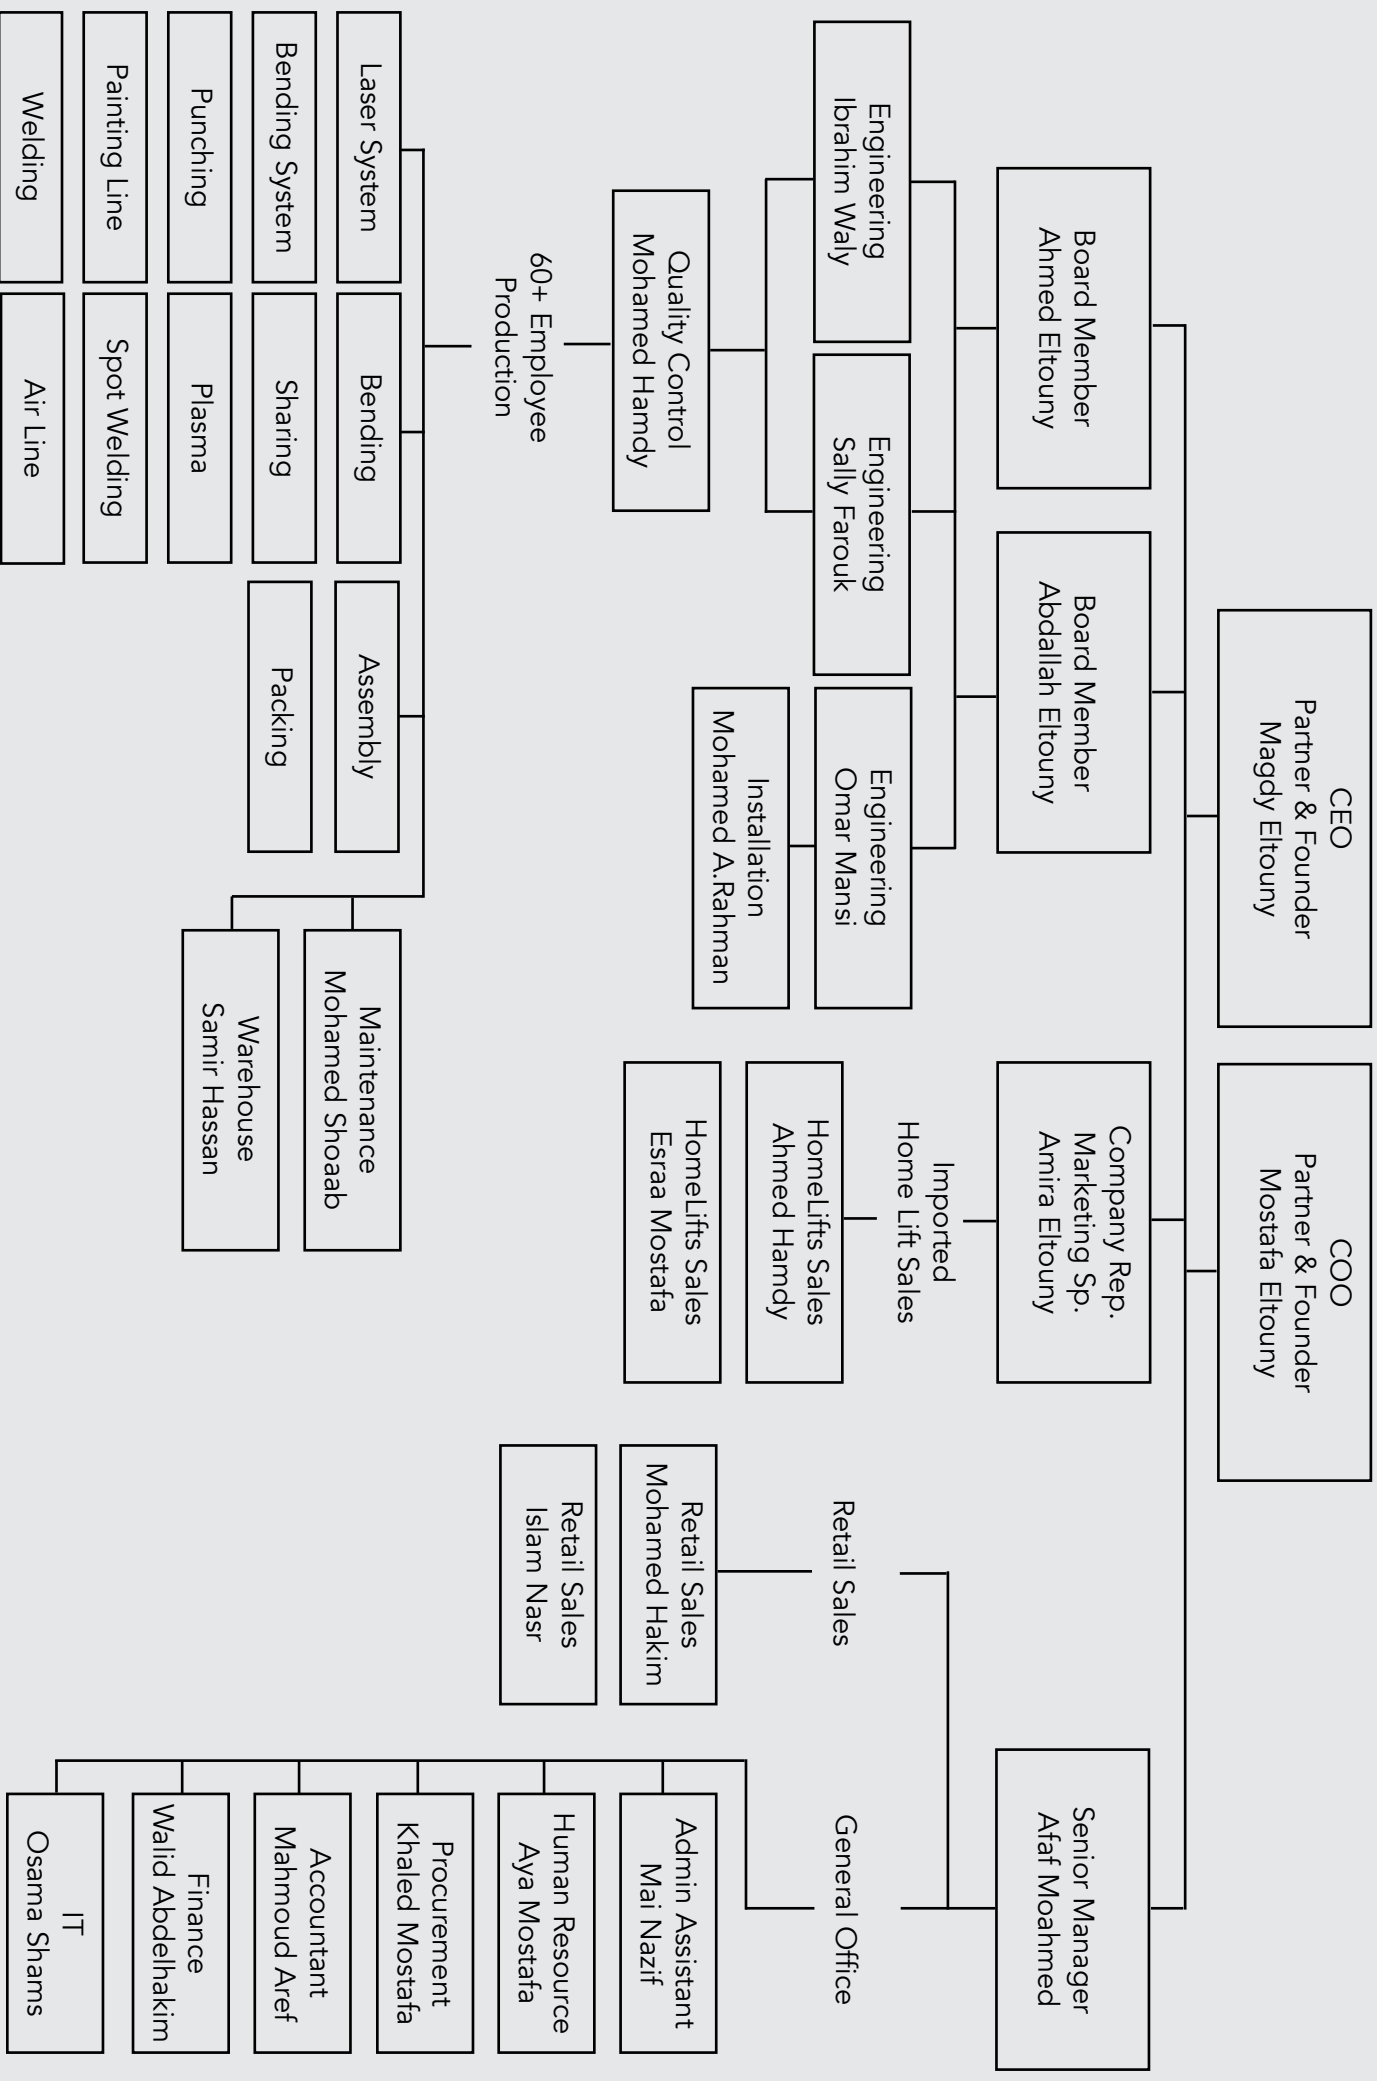 CEO
Partner & Founder
Magdy Eltouny
COO
Partner & Founder
Mostafa Eltouny
Board Member
Ahmed Eltouny
Board Member
Abdallah Eltouny
Company Rep.
Marketing Sp.
Amira Eltouny
Senior Manager
Afaf Moahmed
Engineering
Ibrahim Waly
Engineering
Sally Farouk
Engineering
Omar Mansi
Installation
Mohamed A.Rahman
Imported
Home Lift Sales
HomeLifts Sales
Ahmed Hamdy
HomeLifts Sales
Esraa Mostafa
Retail Sales
Retail Sales
Mohamed Hakim
Retail Sales
Islam Nasr
General Office
Admin Assistant
Mai Nazif
Human Resource
Aya Mostafa
Procurement
Khaled Mostafa
Accountant
Mahmoud Aref
Finance
Walid Abdelhakim
IT
Osama Shams
Quality Control
Mohamed Hamdy
60+ Employee
Production
Laser System
Bending
Assembly
Bending System
Sharing
Packing
Punching
Plasma
Painting Line
Spot Welding
Welding
Air Line
Maintenance
Mohamed Shoaab
Warehouse
Samir Hassan